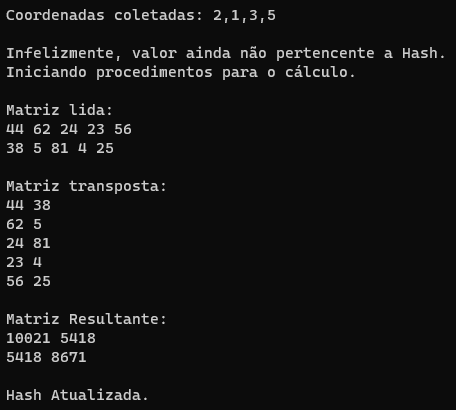 Coordenadas coletadas: 2,1,3,5
Infelizmente, valor ainda não pertencente a Hash.
Iniciando procedimentos para o cálculo.
Matriz lida:
44 62 24 23 56
38 5 81 4 25
Matriz transposta:
44 38
62 5
24 81
23 4
56 25
Matriz Resultante:
10021 5418
5418 8671
Hash Atualizada.